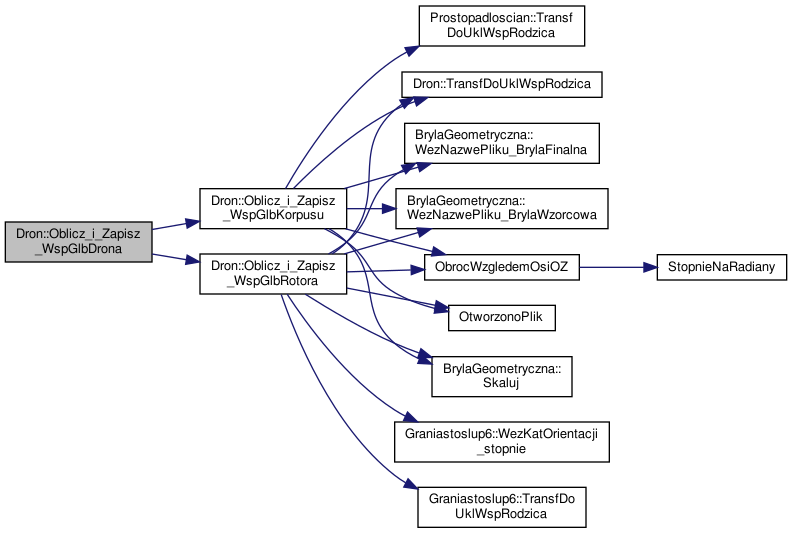 Dron::Oblicz_i_Zapisz
_WspGlbDrona
Dron::Oblicz_i_Zapisz
_WspGlbKorpusu
Dron::Oblicz_i_Zapisz
_WspGlbRotora
Prostopadloscian::Transf
DoUklWspRodzica
Dron::TransfDoUklWspRodzica
BrylaGeometryczna::
WezNazwePliku_BrylaFinalna
BrylaGeometryczna::
WezNazwePliku_BrylaWzorcowa
ObrocWzgledemOsiOZ
StopnieNaRadiany
OtworzonoPlik
BrylaGeometryczna::
Skaluj
Graniastoslup6::WezKatOrientacji
_stopnie
Graniastoslup6::TransfDo
UklWspRodzica